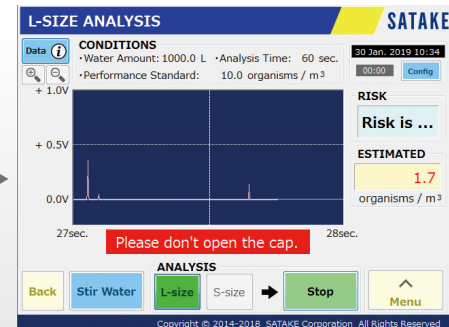 L-SIZE ANALYSIS
SATAKE
Data i
CONDITIONS
・Water Amount: 1000.0 L ・Analysis Time: 60 sec.
・Performance Standard: 10.0 organisms / m³
30 Jan. 2019 10:34
00:00 Config
+ 1.0V
+ 0.5V
0.0V
27sec.
28sec.
RISK
Risk is ...
ESTIMATED
1.7
organisms / m³
Please don't open the cap.
ANALYSIS
Back
Stir Water
L-size
S-size
Stop
Menu
Copyright © 2014-2018 SATAKE Corporation All Rights Reserved